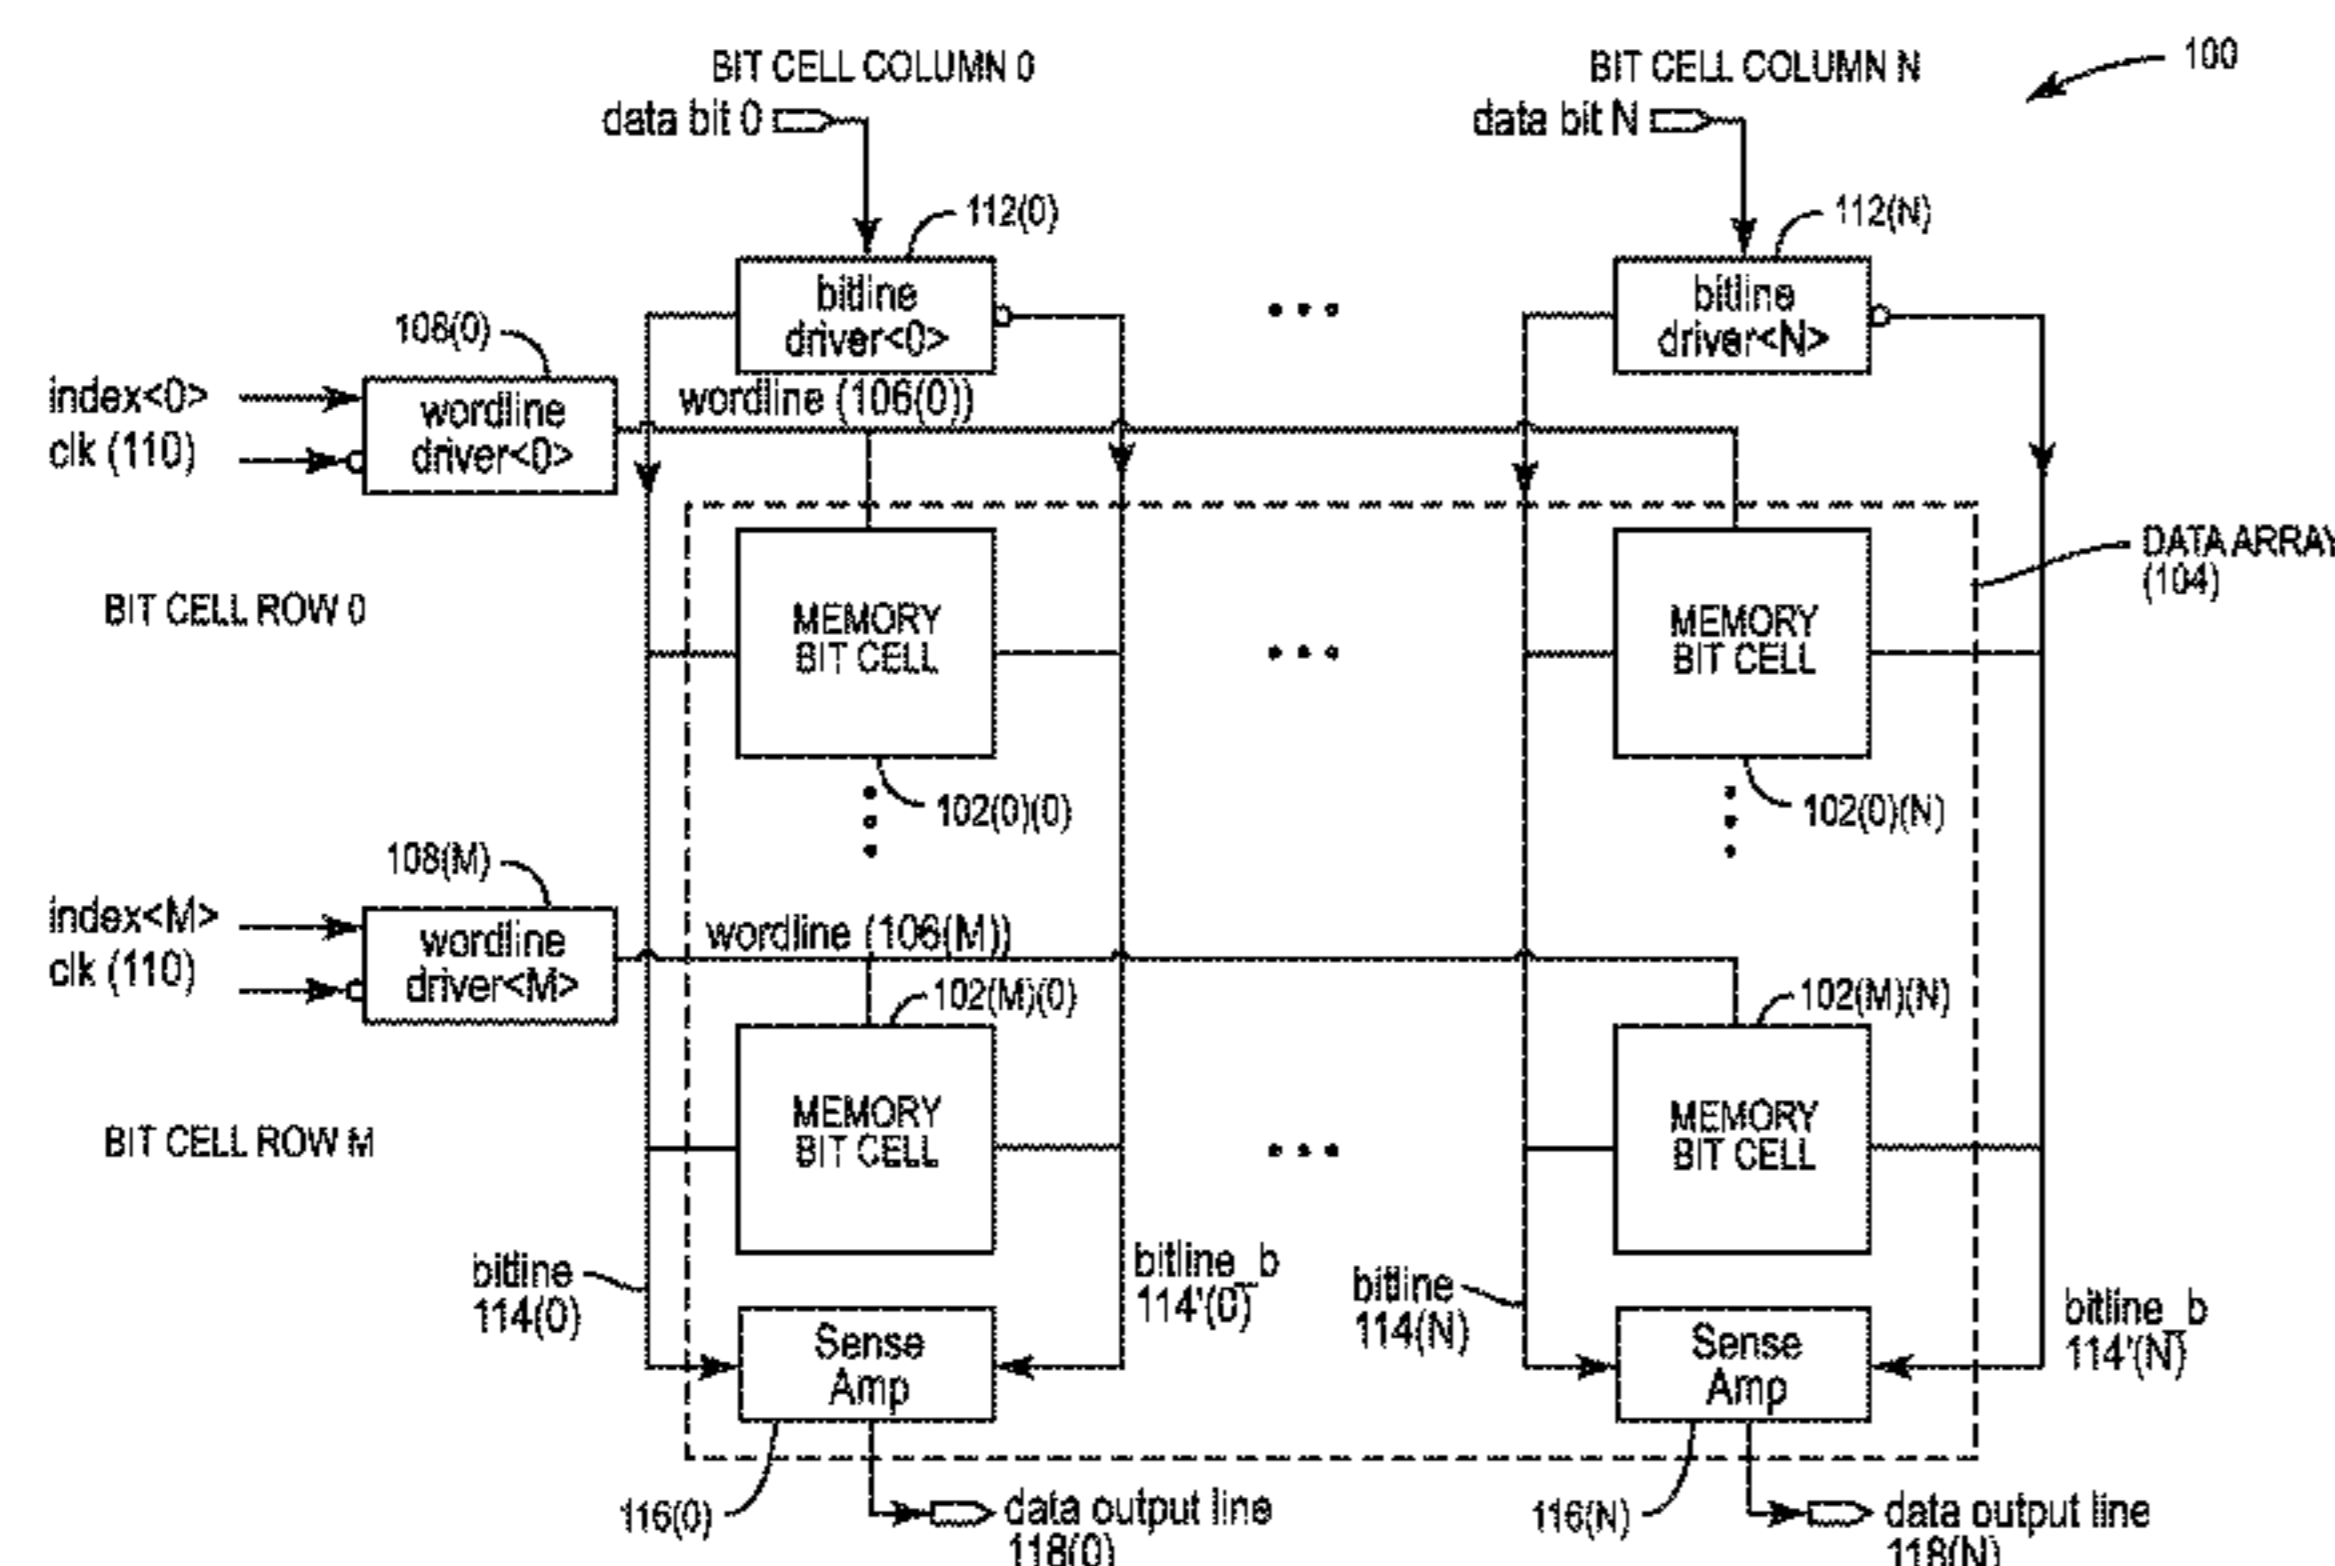 BIT CELL COLUMN 0
BIT CELL COLUMN N
100
data bit 0
data bit N
112(0)
112(N)
bitline
driver<0>
bitline
driver<N>
108(0)
index<0>
clk (110)
wordline
driver<0>
wordline (106(0))
DATA ARRAY
(104)
BIT CELL ROW 0
MEMORY
BIT CELL
MEMORY
BIT CELL
102(0)(0)
102(0)(N)
108(M)
index<M>
clk (110)
wordline
driver<M>
wordline (106(M))
102(M)(0)
102(M)(N)
BIT CELL ROW M
MEMORY
BIT CELL
MEMORY
BIT CELL
bitline
114(0)
bitline_b
114'(0)
bitline
114(N)
bitline_b
114'(N)
Sense
Amp
Sense
Amp
116(0)
data output line
118(0)
116(N)
data output line
118(N)